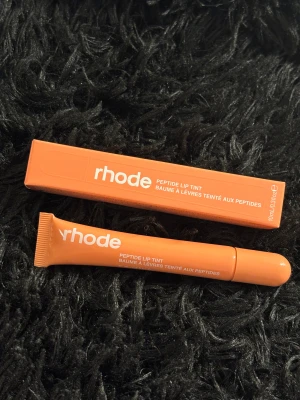 rhode
PEPTIDE LIP TINT
BAUME À LÈVRES TEINTÉ AUX PEPTIDES
rhode
PEPTIDE LIP TINT
BAUME À LÈVRES TEINTÉ AUX PEPTIDES